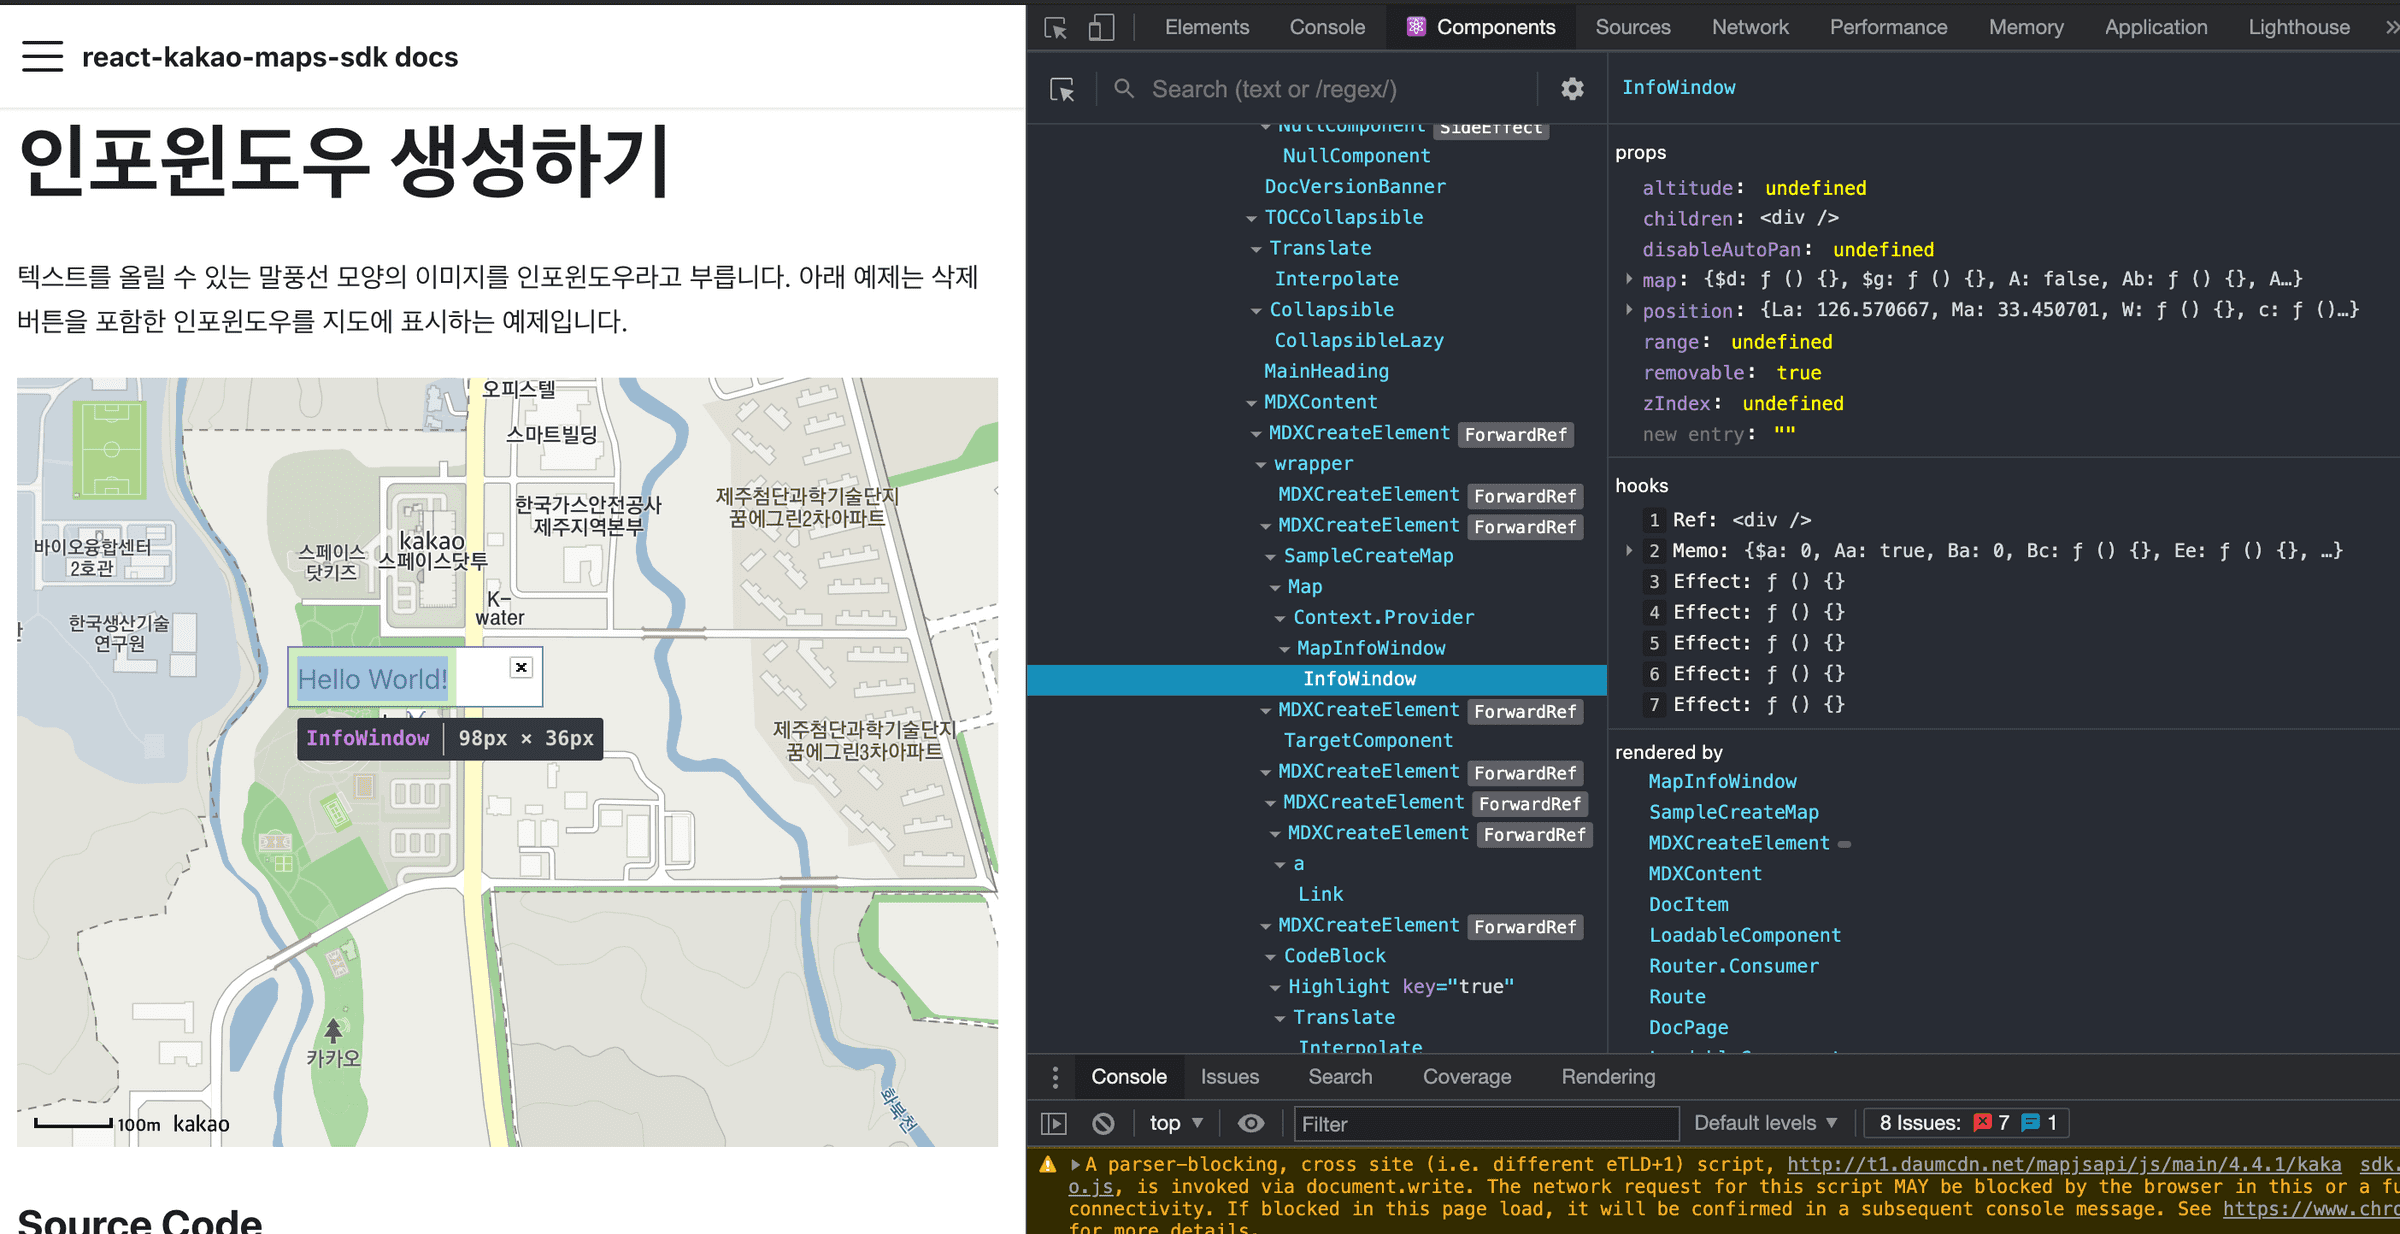 react-kakao-maps-sdk docs
인포윈도우 생성하기
텍스트를 올릴 수 있는 말풍선 모양의 이미지를 인포윈도우라고 부릅니다. 아래 예제는 삭제
버튼을 포함한 인포윈도우를 지도에 표시하는 예제입니다.
오피스텔
스마트빌딩
한국가스안전공사
제주지역본부
제주첨단과학기술단지
꿈에그린2차아파트
바이오융합센터
2호관
스페이스
닷키즈
kakao
스페이스닷투
K-
water
한국생산기술
연구원
Hello World!
InfoWindow 98px × 36px
제주첨단과학기술단지
꿈에그린3차아파트
카카오
화북천
100m kakao
Source Code
Elements Console Components Sources Network Performance Memory Application Lighthouse »
Search (text or /regex/)
NullComponent SideEffect
NullComponent
DocVersionBanner
TOCCollapsible
Translate
Interpolate
Collapsible
CollapsibleLazy
MainHeading
MDXContent
MDXCreateElement ForwardRef
wrapper
MDXCreateElement ForwardRef
MDXCreateElement ForwardRef
SampleCreateMap
Map
Context.Provider
MapInfoWindow
InfoWindow
MDXCreateElement ForwardRef
TargetComponent
MDXCreateElement ForwardRef
MDXCreateElement ForwardRef
MDXCreateElement ForwardRef
a
Link
MDXCreateElement ForwardRef
CodeBlock
Highlight key="true"
Translate
Interpolate
InfoWindow
props
altitude: undefined
children: <div />
disableAutoPan: undefined
map: {$d: ƒ () {}, $g: ƒ () {}, A: false, Ab: ƒ () {}, A…}
position: {La: 126.570667, Ma: 33.450701, W: ƒ () {}, c: ƒ ()…}
range: undefined
removable: true
zIndex: undefined
new entry: ""
hooks
1 Ref: <div />
2 Memo: {$a: 0, Aa: true, Ba: 0, Bc: ƒ () {}, Ee: ƒ () {}, …}
3 Effect: ƒ () {}
4 Effect: ƒ () {}
5 Effect: ƒ () {}
6 Effect: ƒ () {}
7 Effect: ƒ () {}
rendered by
MapInfoWindow
SampleCreateMap
MDXCreateElement
MDXContent
DocItem
LoadableComponent
Router.Consumer
Route
DocPage
Console Issues Search Coverage Rendering
top Filter Default levels 8 Issues: 7 1
A parser-blocking, cross site (i.e. different eTLD+1) script, http://t1.daumcdn.net/mapjsapi/js/main/4.4.1/kaka sdk.
o.js, is invoked via document.write. The network request for this script MAY be blocked by the browser in this or a fu
connectivity. If blocked in this page load, it will be confirmed in a subsequent console message. See https://www.chro
for more details.